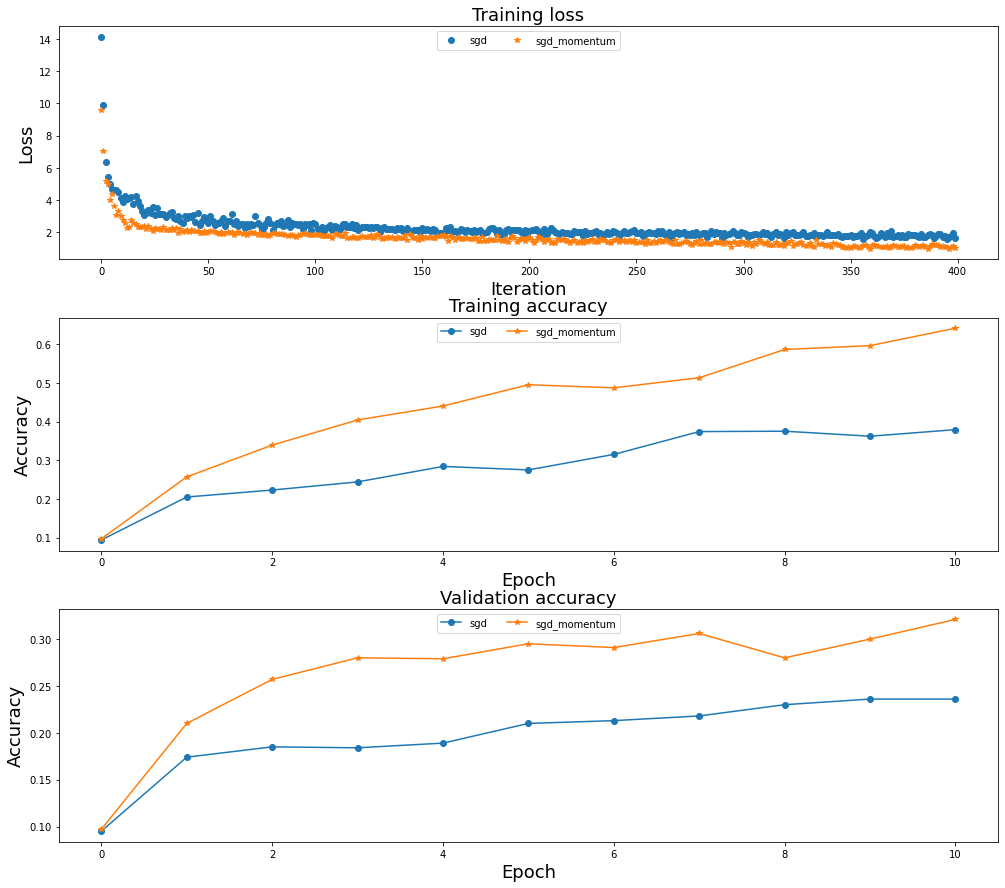 Training loss
sgd sgd_momentum
14
12
10
8
6
4
2
Loss
0 50 100 150 200 250 300 350 400
Iteration
Training accuracy
sgd sgd_momentum
0.6
0.5
0.4
0.3
0.2
0.1
Accuracy
0 2 4 6 8 10
Epoch
Validation accuracy
sgd sgd_momentum
0.30
0.25
0.20
0.15
0.10
Accuracy
0 2 4 6 8 10
Epoch